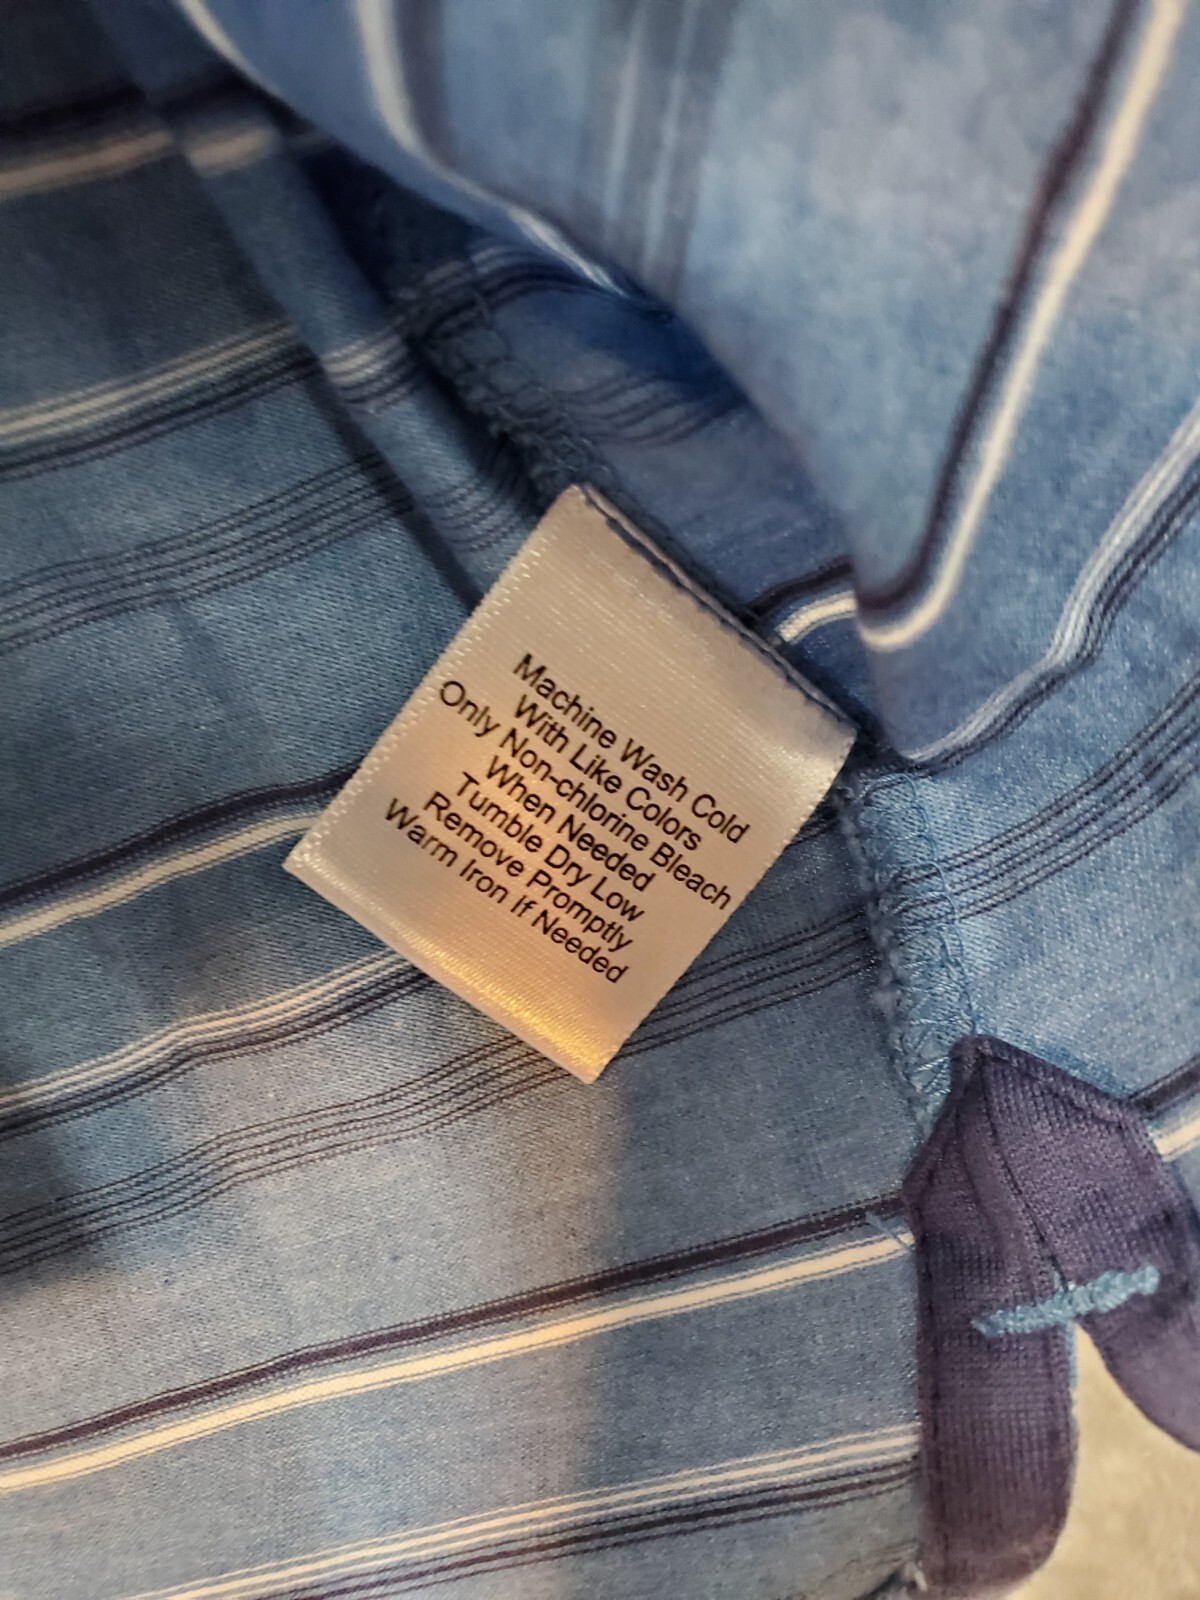 Machine Wash Cold
With Like Colors
Only Non-chlorine Bleach
When Needed
Tumble Dry Low
Remove Promptly
Warm Iron If Needed